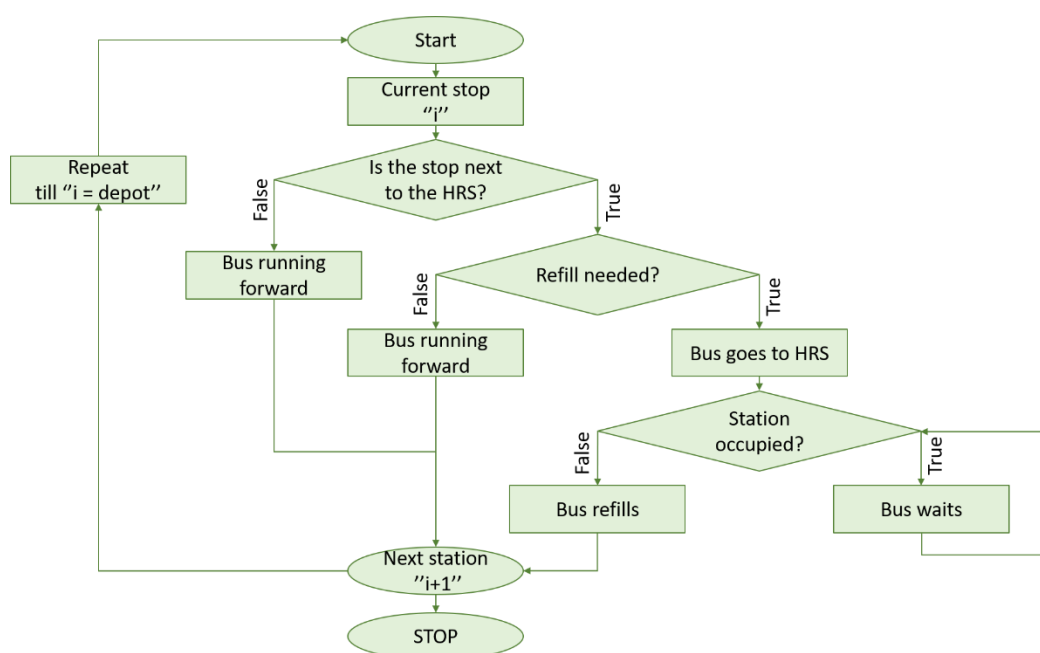 Start
Current stop
‘’i’’
Is the stop next
to the HRS?
Repeat
till ‘’i = depot’’
False
True
Bus running
forward
Refill needed?
False
True
Bus running
forward
Bus goes to HRS
Station
occupied?
False
True
Bus refills
Bus waits
Next station
’’i+1’’
STOP